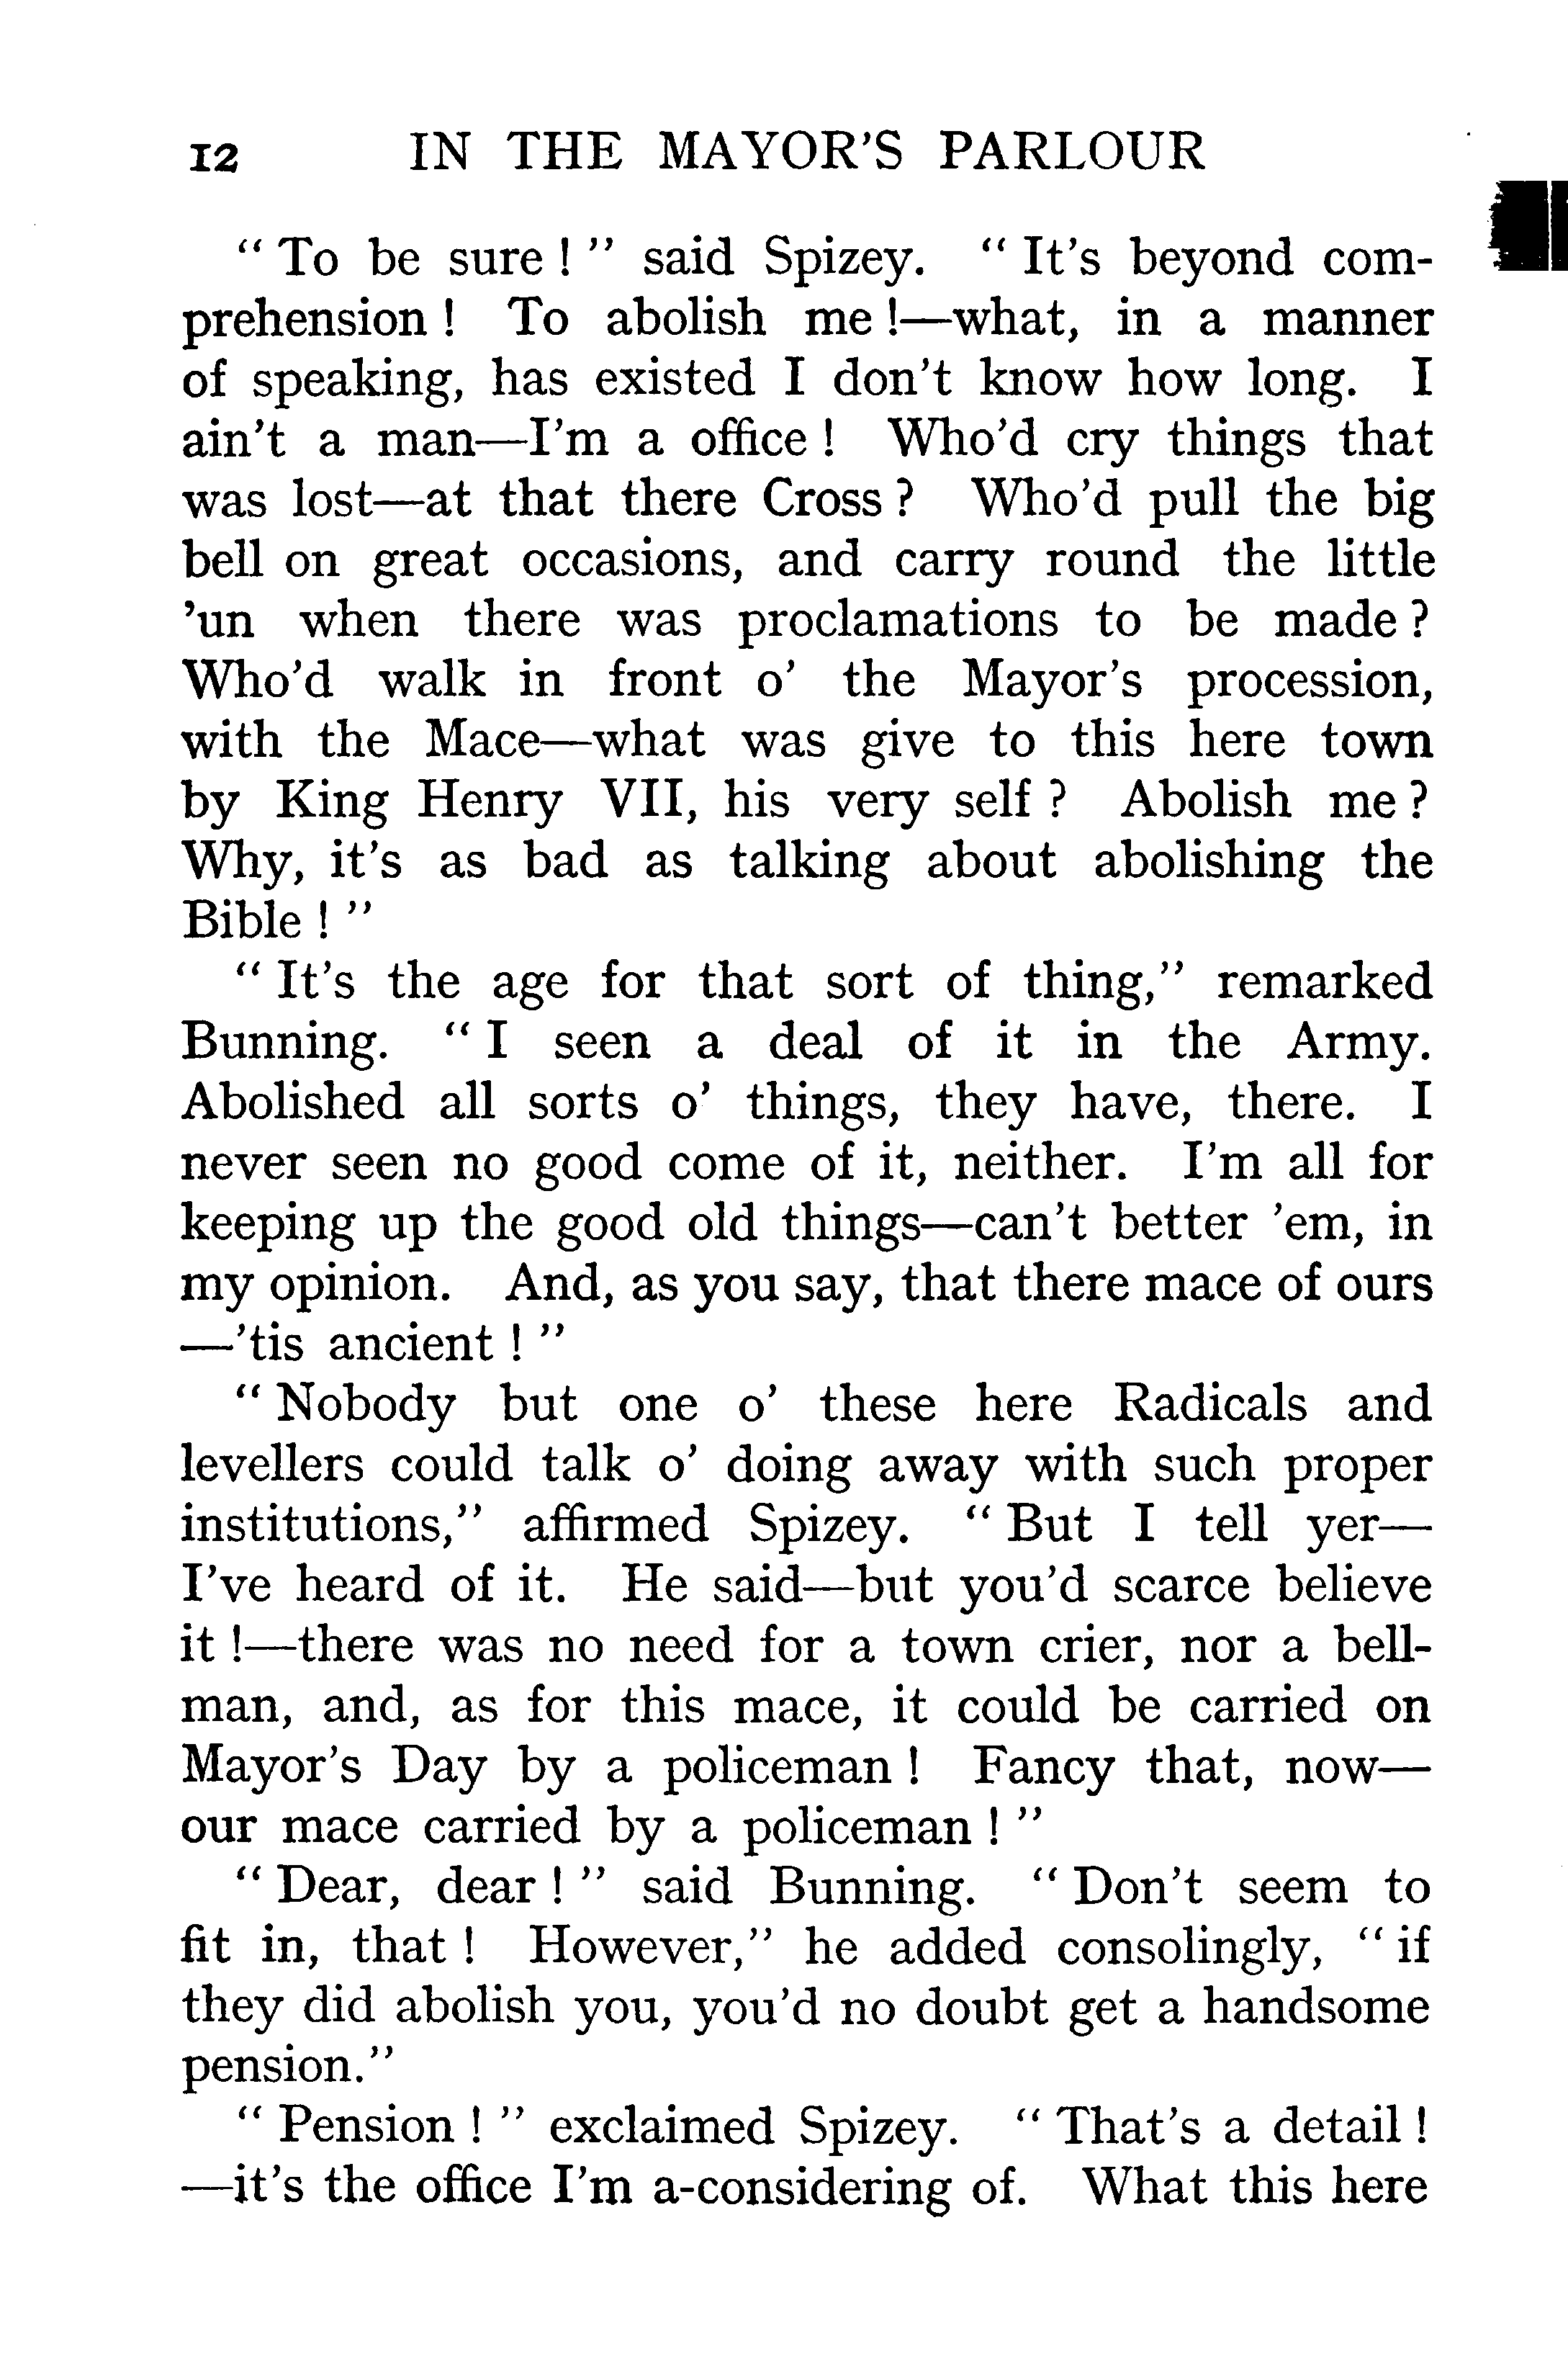 12 IN THE MAYOR'S PARLOUR
“ To be sure ! ” said Spizey. “ It's beyond com-
prehension ! To abolish me !—what, in a manner
of speaking, has existed I don't know how long. I
ain't a man—I'm a office ! Who'd cry things that
was lost—at that there Cross ? Who'd pull the big
bell on great occasions, and carry round the little
'un when there was proclamations to be made ?
Who'd walk in front o' the Mayor's procession,
with the Mace—what was give to this here town
by King Henry VII, his very self ? Abolish me ?
Why, it's as bad as talking about abolishing the
Bible ! ”
“ It's the age for that sort of thing,” remarked
Bunning. “ I seen a deal of it in the Army.
Abolished all sorts o' things, they have, there. I
never seen no good come of it, neither. I'm all for
keeping up the good old things—can't better 'em, in
my opinion. And, as you say, that there mace of ours
—'tis ancient ! ”
“ Nobody but one o' these here Radicals and
levellers could talk o' doing away with such proper
institutions,” affirmed Spizey. “ But I tell yer—
I've heard of it. He said—but you'd scarce believe
it !—there was no need for a town crier, nor a bell-
man, and, as for this mace, it could be carried on
Mayor's Day by a policeman ! Fancy that, now—
our mace carried by a policeman ! ”
“ Dear, dear ! ” said Bunning. “ Don't seem to
fit in, that ! However,” he added consolingly, “ if
they did abolish you, you'd no doubt get a handsome
pension.”
“ Pension ! ” exclaimed Spizey. “ That's a detail !
—it's the office I'm a-considering of. What this here